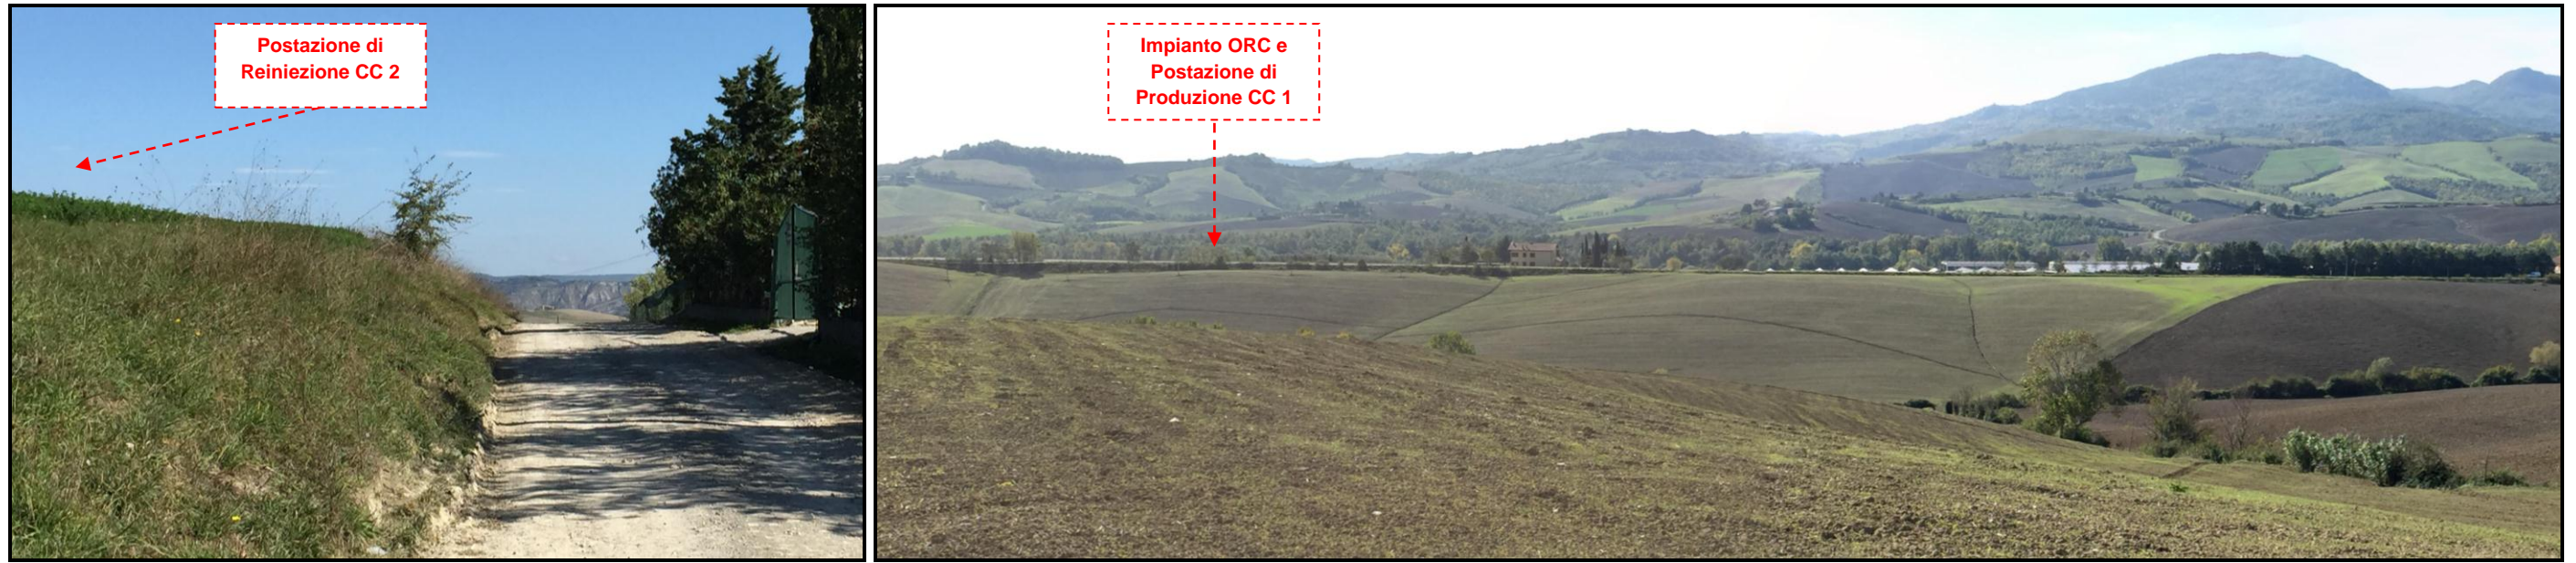 Postazione di
Reiniezione CC 2
Impianto ORC e
Postazione di
Produzione CC 1